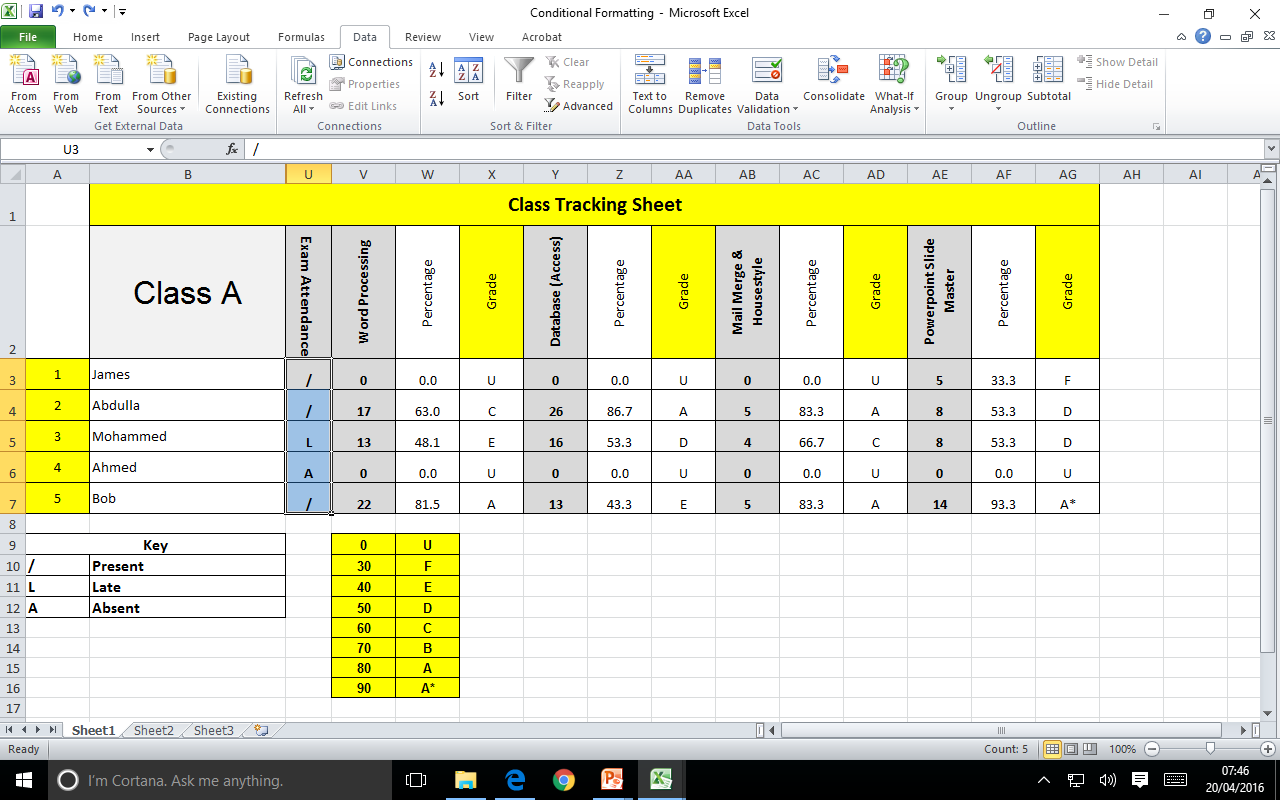 Conditional Formatting - Microsoft Excel
File Home Insert Page Layout Formulas Data Review View Acrobat
From Access
From Web
From Text
From Other Sources
Existing Connections
Get External Data
Refresh All
Connections
Properties
Edit Links
Connections
Sort
Filter
Clear
Reapply
Advanced
Sort & Filter
Text to Columns
Remove Duplicates
Data Validation
Consolidate
What-If Analysis
Data Tools
Group
Ungroup
Subtotal
Show Detail
Hide Detail
Outline
U3 fx /
A B U V W X Y Z AA AB AC AD AE AF AG AH AI
1 Class Tracking Sheet
2 Class A Exam Attendance Word Processing Percentage Grade Database (Access) Percentage Grade Mail Merge & Housestyle Percentage Grade Powerpoint Slide Master Percentage Grade
3 1 James / 0 0.0 U 0 0.0 U 0 0.0 U 5 33.3 F
4 2 Abdulla / 17 63.0 C 26 86.7 A 5 83.3 A 8 53.3 D
5 3 Mohammed L 13 48.1 E 16 53.3 D 4 66.7 C 8 53.3 D
6 4 Ahmed A 0 0.0 U 0 0.0 U 0 0.0 U 0 0.0 U
7 5 Bob / 22 81.5 A 13 43.3 E 5 83.3 A 14 93.3 A*
8
9 Key 0 U
10 / Present 30 F
11 L Late 40 E
12 A Absent 50 D
13 60 C
14 70 B
15 80 A
16 90 A*
17
Sheet1 Sheet2 Sheet3
Ready Count: 5 100%
I'm Cortana. Ask me anything.
07:46
20/04/2016